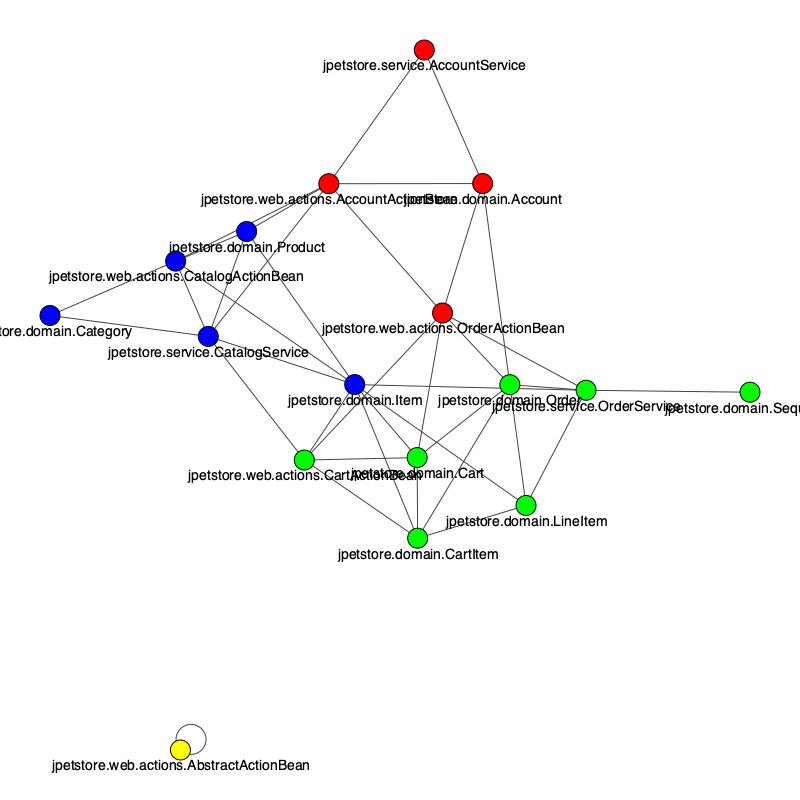 jpetstore.service.AccountService
jpetstore.web.actions.AccountActionBean
jpetstore.domain.Account
jpetstore.domain.Product
jpetstore.web.actions.CatalogActionBean
jpetstore.web.actions.OrderActionBean
tore.domain.Category
jpetstore.service.CatalogService
jpetstore.domain.Item
jpetstore.domain.Order
jpetstore.service.OrderService
jpetstore.domain.Sequ
jpetstore.web.actions.CartActionBean
jpetstore.domain.Cart
jpetstore.domain.LineItem
jpetstore.domain.CartItem
jpetstore.web.actions.AbstractActionBean